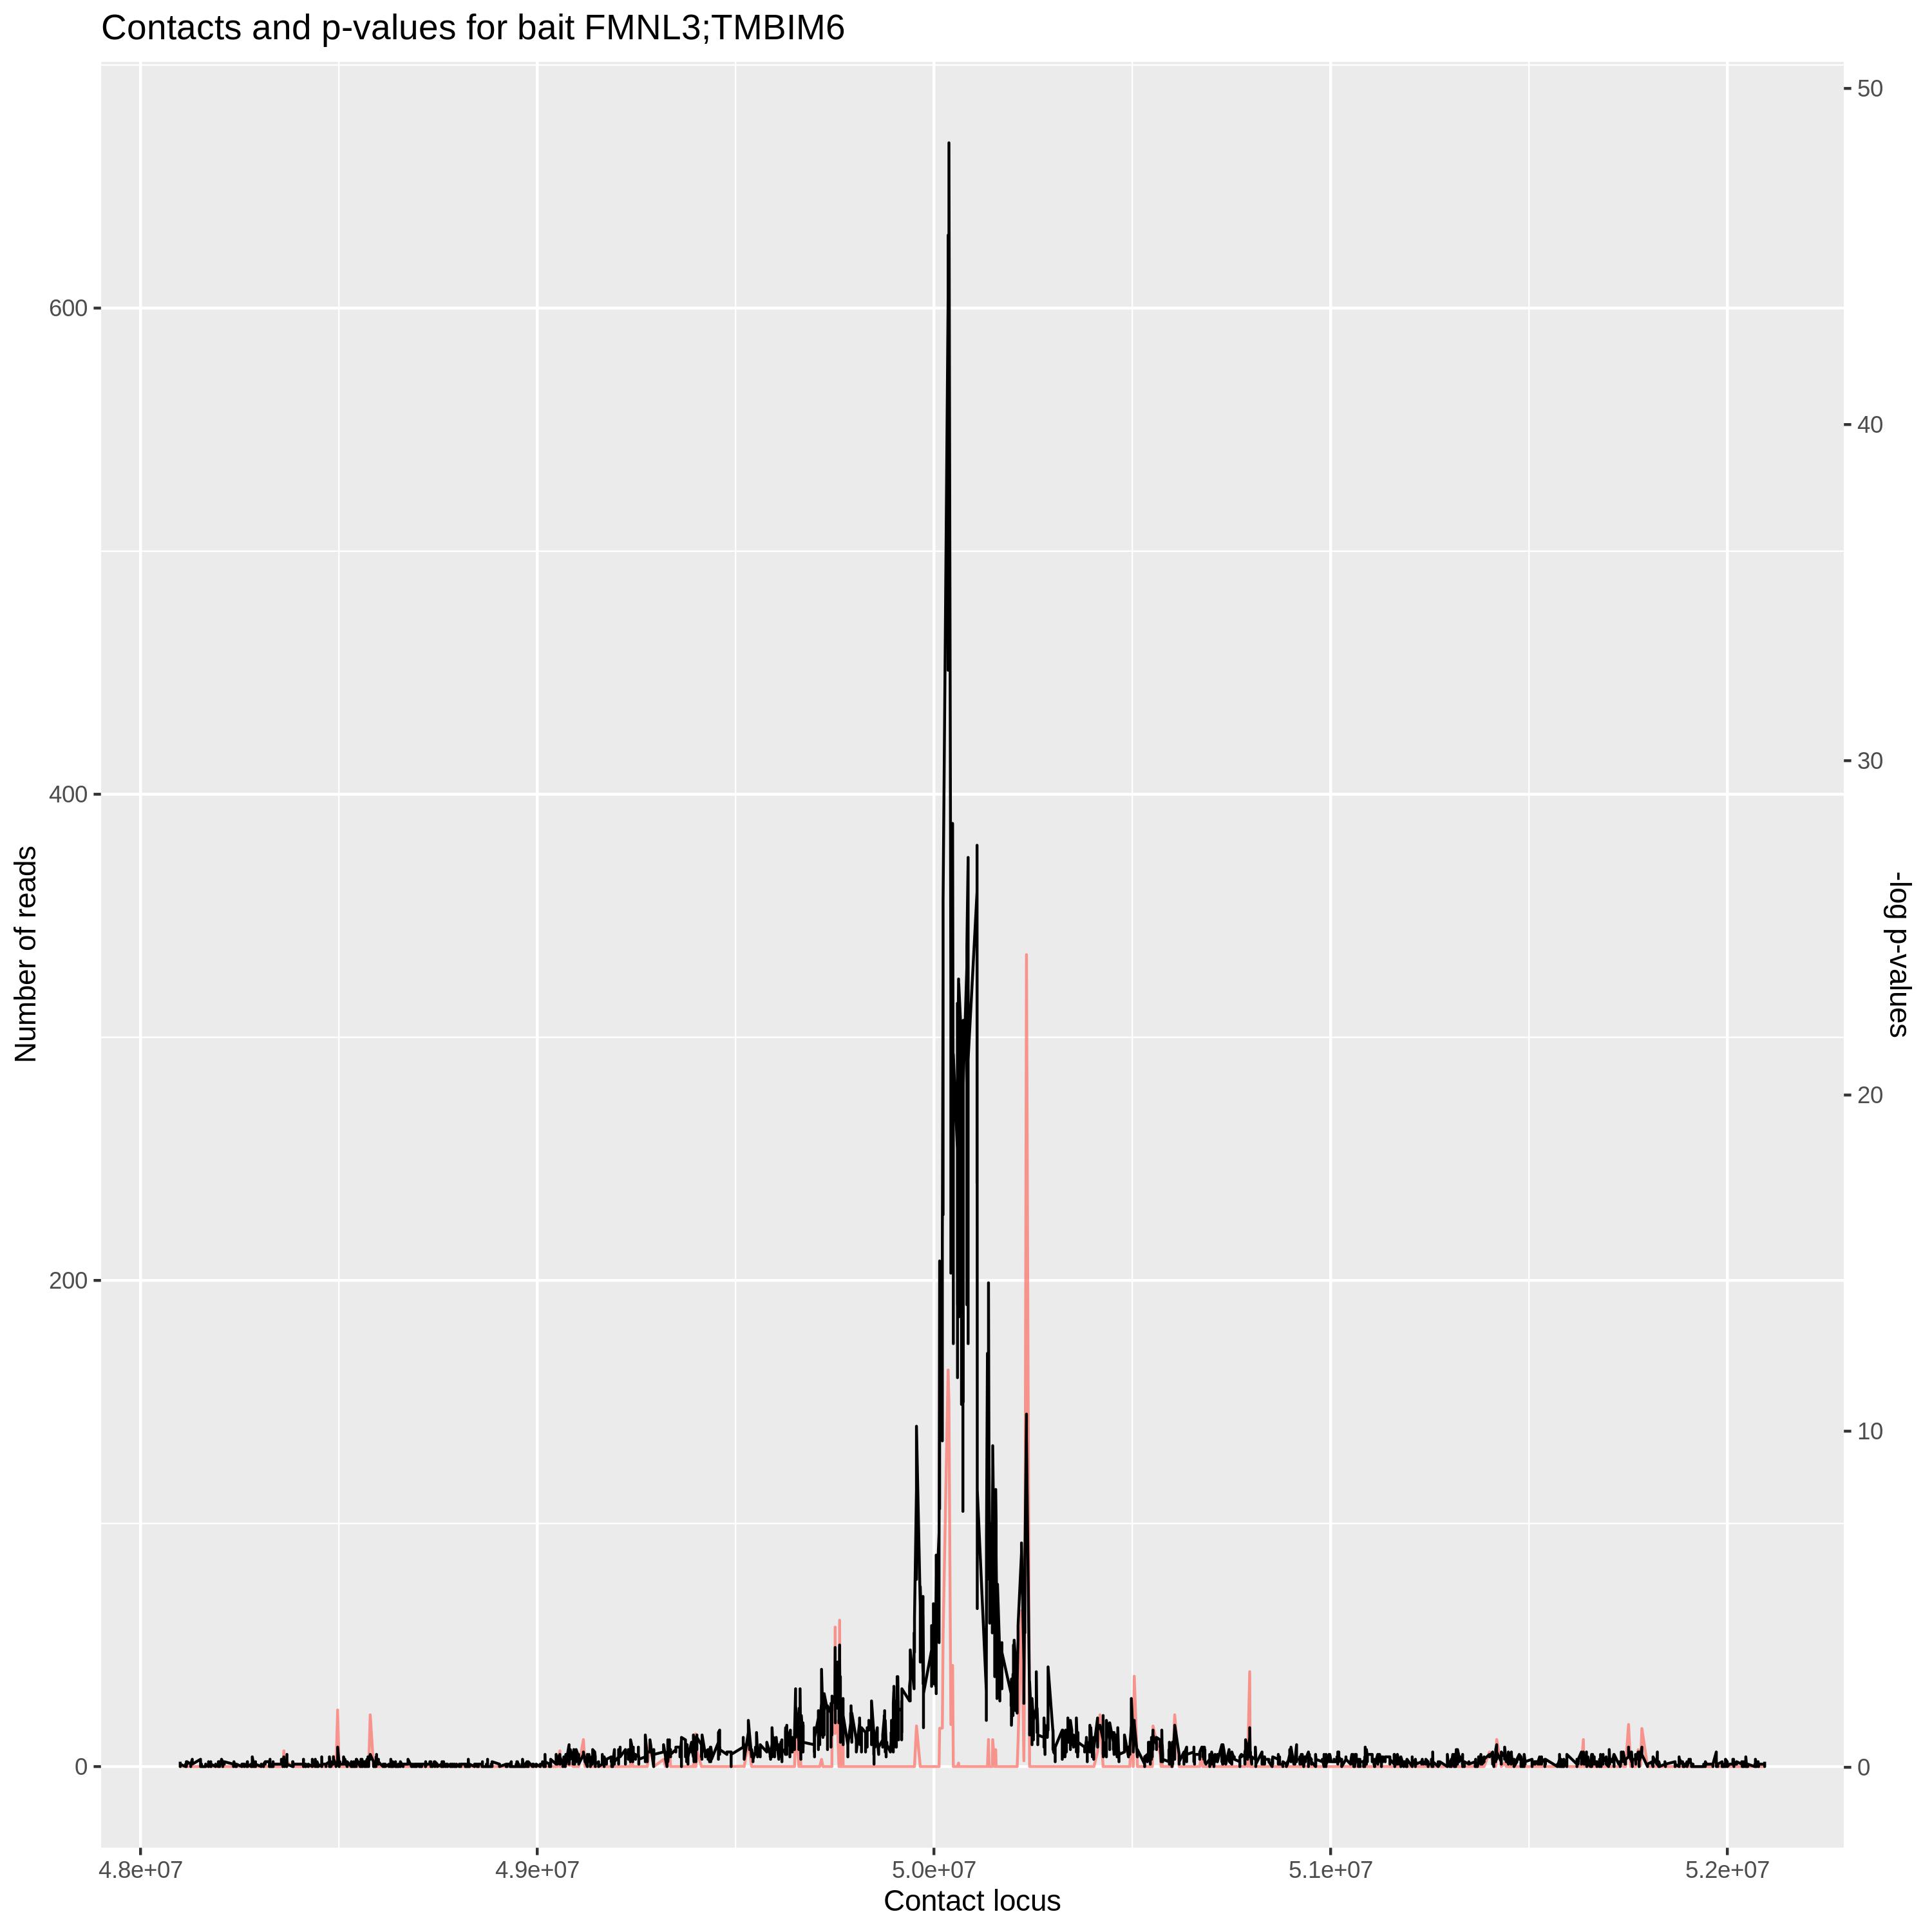 Contacts and p-values for bait FMNL3;TMBIM6
Number of reads
600
400
200
0
50
40
30
20
10
0
-log p-values
4.8e+07
4.9e+07
5.0e+07
5.1e+07
5.2e+07
Contact locus